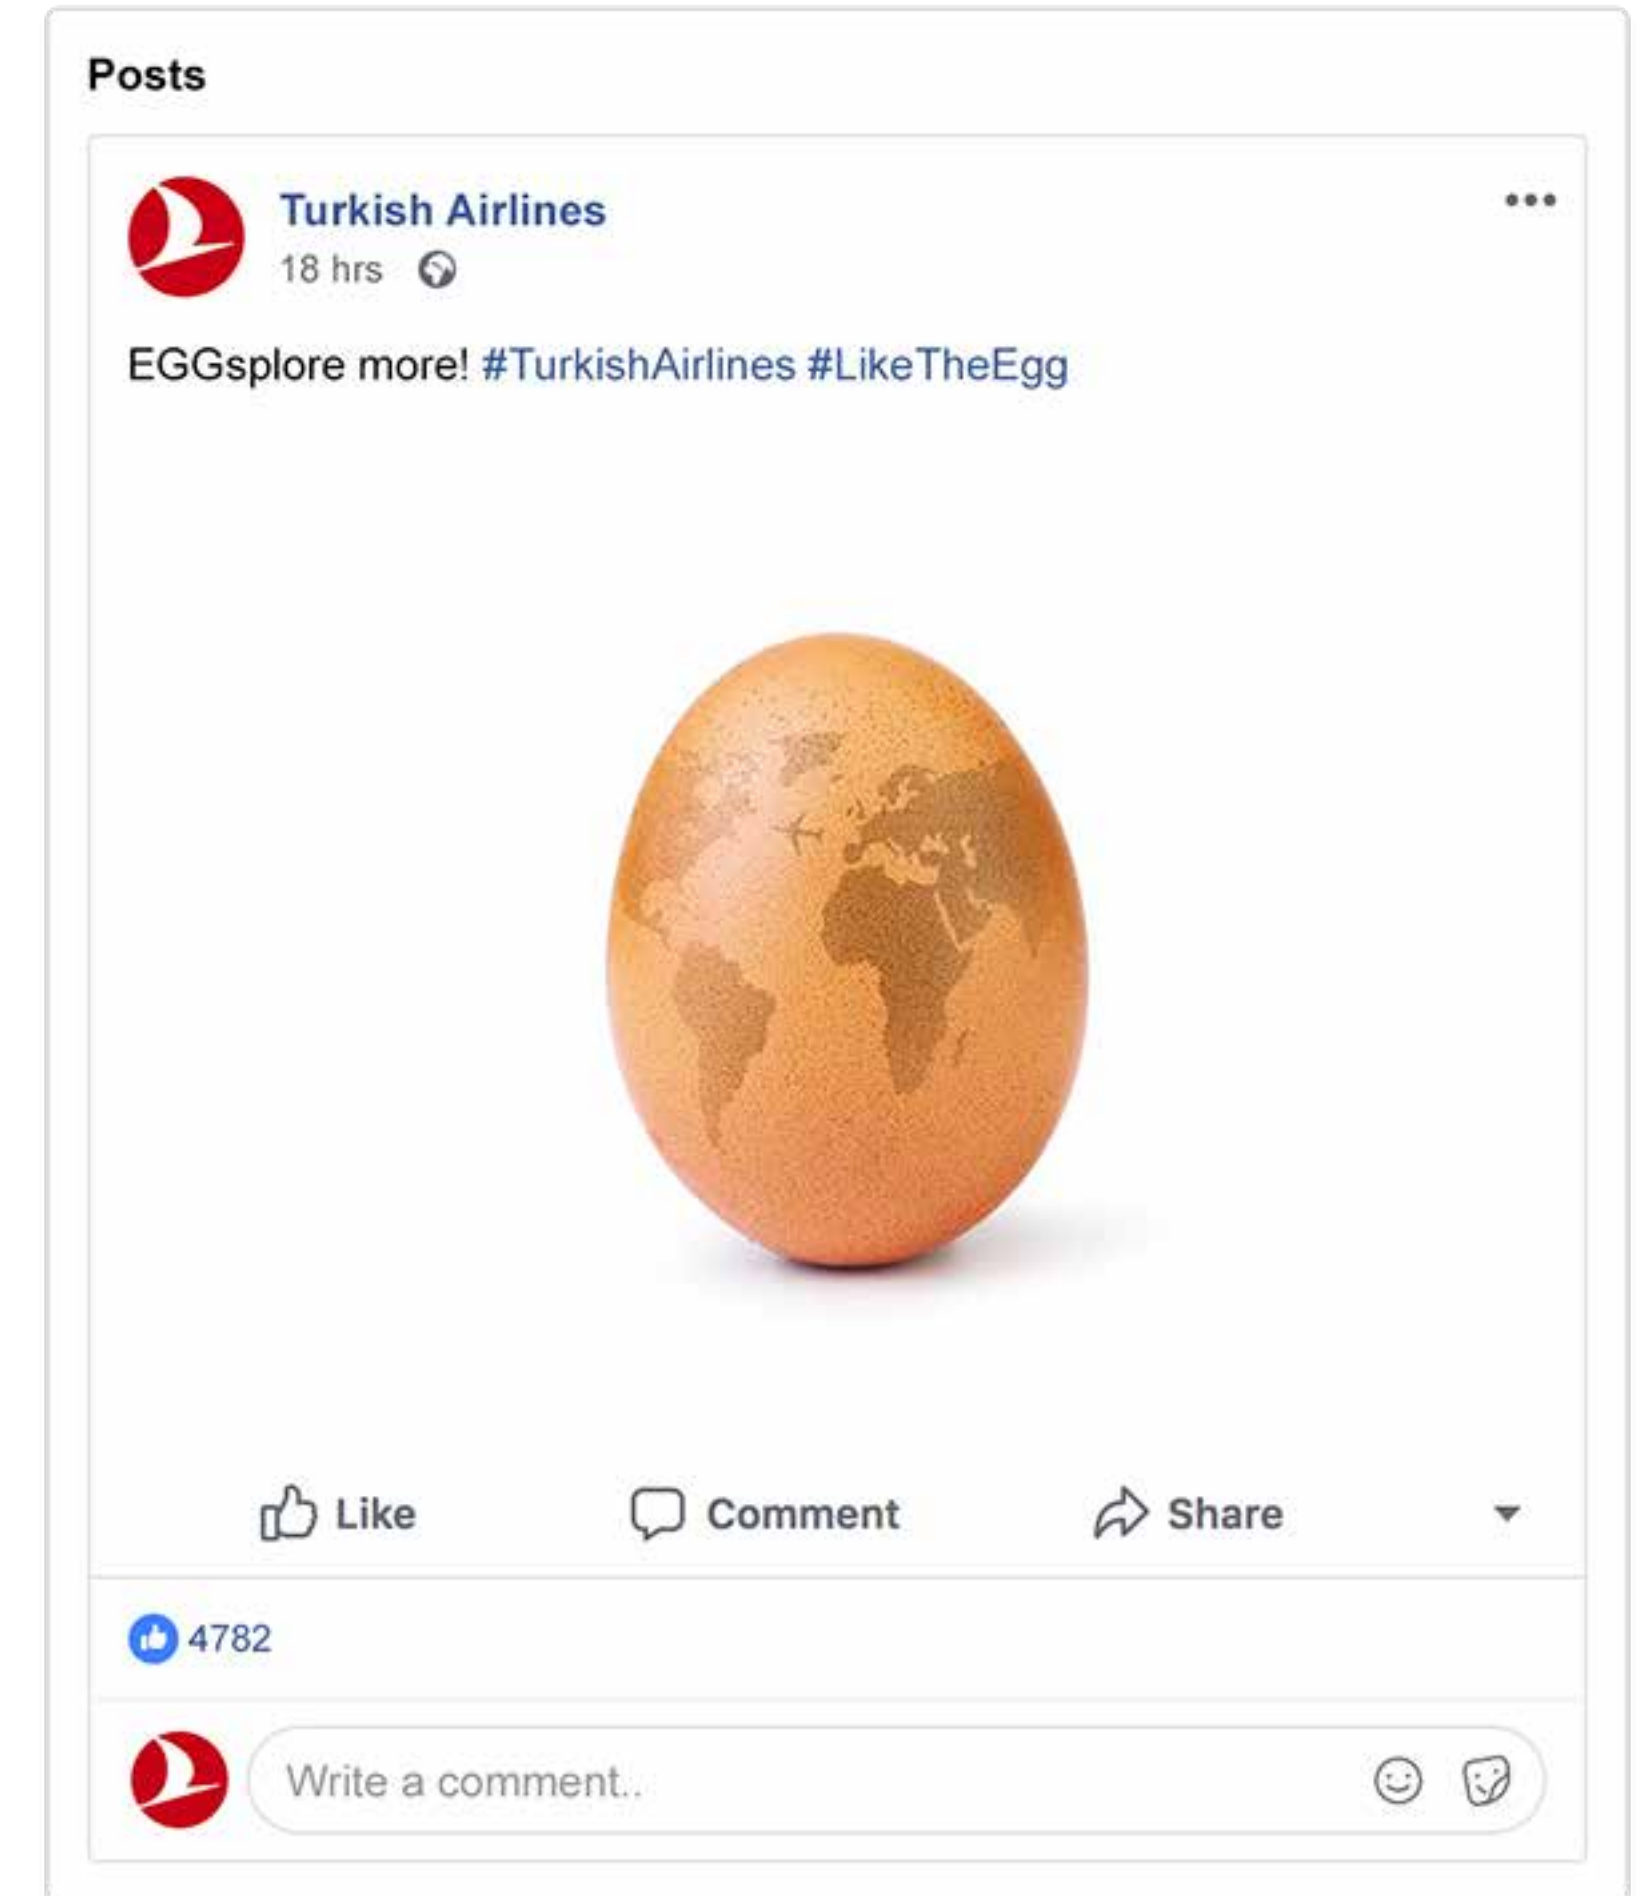 Posts
Turkish Airlines
18 hrs
EGGsplore more! #TurkishAirlines #LikeTheEgg
Like
Comment
Share
4782
Write a comment..